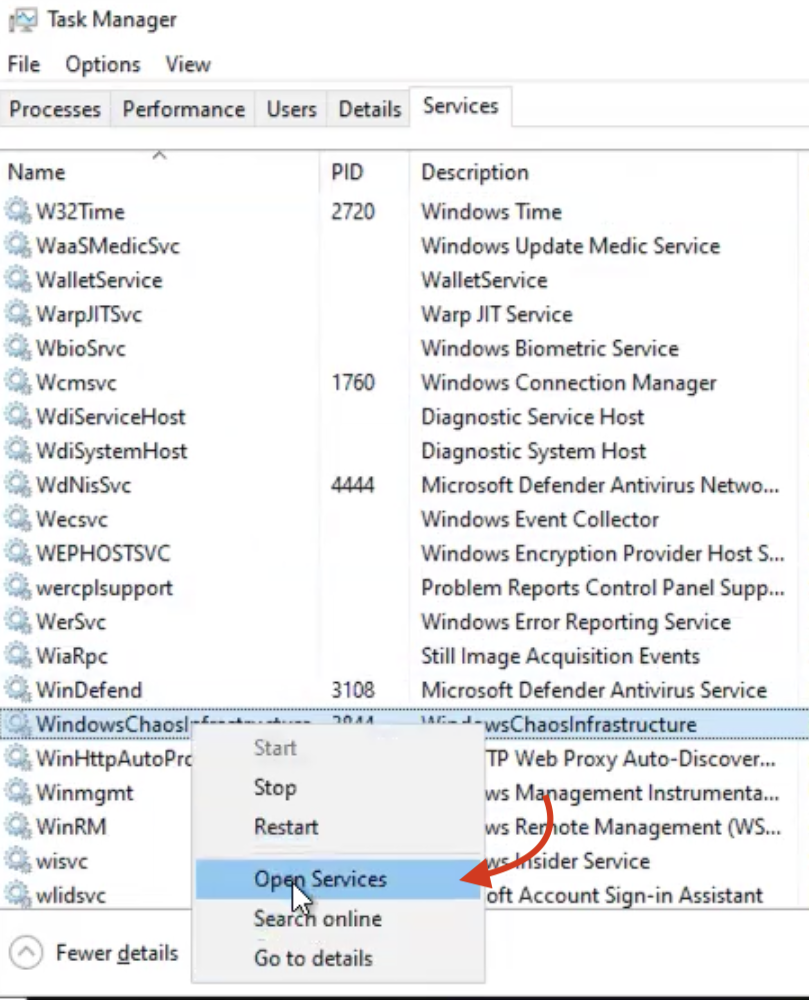 Task Manager
File Options View
Processes Performance Users Details Services
Name PID Description
W32Time 2720 Windows Time
WaaSMedicSvc Windows Update Medic Service
WalletService WalletService
WarpJITSvc Warp JIT Service
WbioSrvc Windows Biometric Service
Wcmsvc 1760 Windows Connection Manager
WdiServiceHost Diagnostic Service Host
WdiSystemHost Diagnostic System Host
WdNisSvc 4444 Microsoft Defender Antivirus Netwo...
Wecsvc Windows Event Collector
WEPHOSTSVC Windows Encryption Provider Host S...
wercplsupport Problem Reports Control Panel Supp...
WerSvc Windows Error Reporting Service
WiaRpc Still Image Acquisition Events
WinDefend 3108 Microsoft Defender Antivirus Service
WindowsChaosInfrastructure 3844 WindowsChaosInfrastructure
Start
WinHttpAutoPro TP Web Proxy Auto-Discover...
Stop
Winmgmt ws Management Instrumenta...
WinRM Restart ws Remote Management (WS...
wisvc ws Insider Service
Open Services
wlidsvc oft Account Sign-in Assistant
Search online
Fewer details Go to details